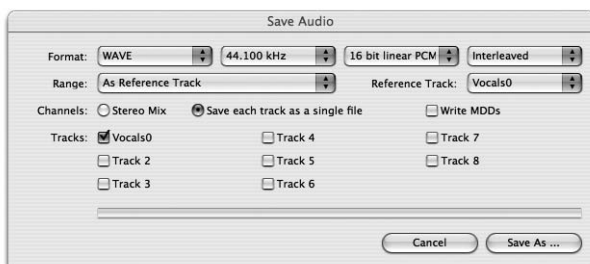 Save Audio
Format: WAVE 44.100 kHz 16 bit linear PCM Interleaved
Range: As Reference Track Reference Track: Vocals0
Channels: Stereo Mix Save each track as a single file Write MDDs
Tracks: Vocals0 Track 4 Track 7
Track 2 Track 5 Track 8
Track 3 Track 6
Cancel Save As ...